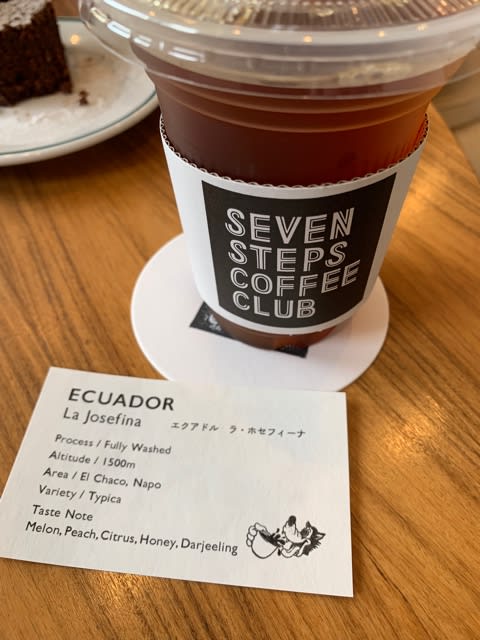 SEVEN
STEPS
COFFEE
CLUB
ECUADOR
La Josefina エクアドル ラ・ホセフィーナ
Process / Fully Washed
Altitude / 1500m
Area / El Chaco, Napo
Variety / Typica
Taste Note
Melon, Peach, Citrus, Honey, Darjeeling